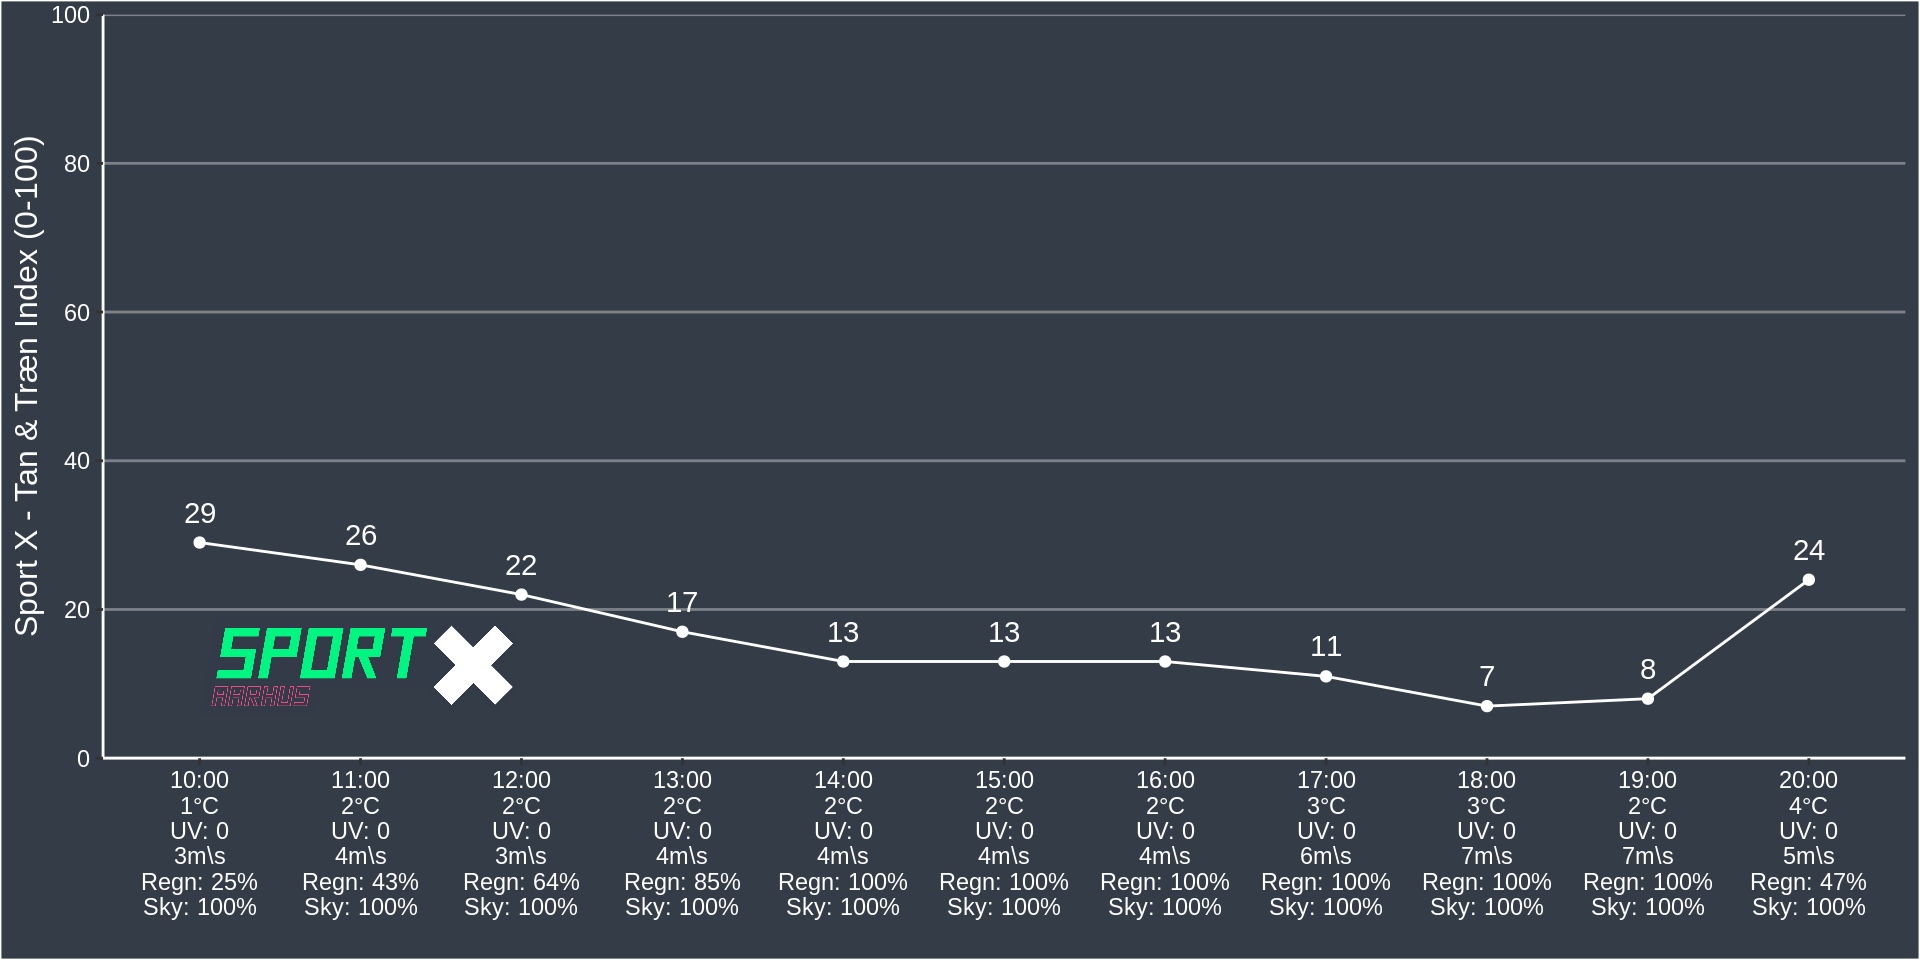 Sport X - Tan & Træn Index (0-100)
100
80
60
40
20
0
29
26
22
17
13
13
13
11
7
8
24
SPORT X
AARHUS
10:00 11:00 12:00 13:00 14:00 15:00 16:00 17:00 18:00 19:00 20:00
1°C 2°C 2°C 2°C 2°C 2°C 2°C 3°C 3°C 2°C 4°C
UV: 0 UV: 0 UV: 0 UV: 0 UV: 0 UV: 0 UV: 0 UV: 0 UV: 0 UV: 0 UV: 0
3m\s 4m\s 3m\s 4m\s 4m\s 4m\s 4m\s 6m\s 7m\s 7m\s 5m\s
Regn: 25% Regn: 43% Regn: 64% Regn: 85% Regn: 100% Regn: 100% Regn: 100% Regn: 100% Regn: 100% Regn: 100% Regn: 47%
Sky: 100% Sky: 100% Sky: 100% Sky: 100% Sky: 100% Sky: 100% Sky: 100% Sky: 100% Sky: 100% Sky: 100% Sky: 100%